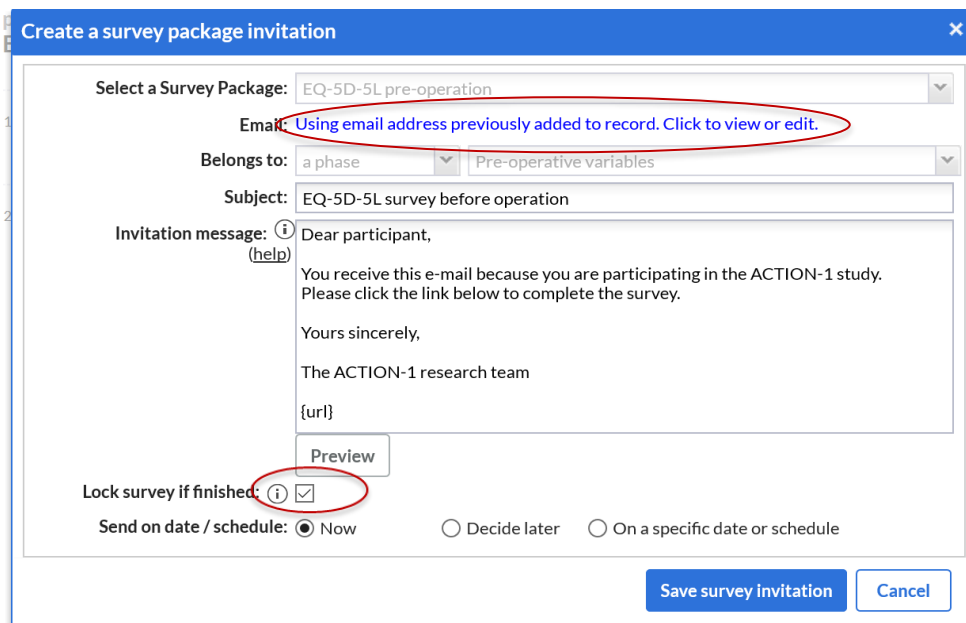 Create a survey package invitation
Select a Survey Package: EQ-5D-5L pre-operation
Email: Using email address previously added to record. Click to view or edit.
Belongs to: a phase Pre-operative variables
Subject: EQ-5D-5L survey before operation
Invitation message: Dear participant,
(help)
You receive this e-mail because you are participating in the ACTION-1 study.
Please click the link below to complete the survey.
Yours sincerely,
The ACTION-1 research team
{url}
Preview
Lock survey if finished:
Send on date / schedule: Now Decide later On a specific date or schedule
Save survey invitation Cancel